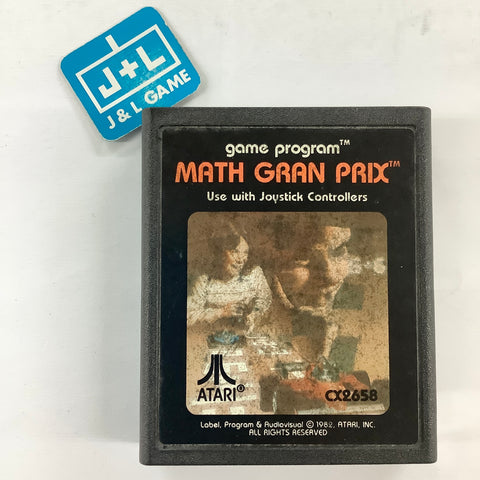 J+L
J & L GAME
game program™
MATH GRAN PRIX™
Use with Joystick Controllers
ATARI®
CX2658
Label, Program & Audiovisual © 1982, ATARI, INC.
ALL RIGHTS RESERVED